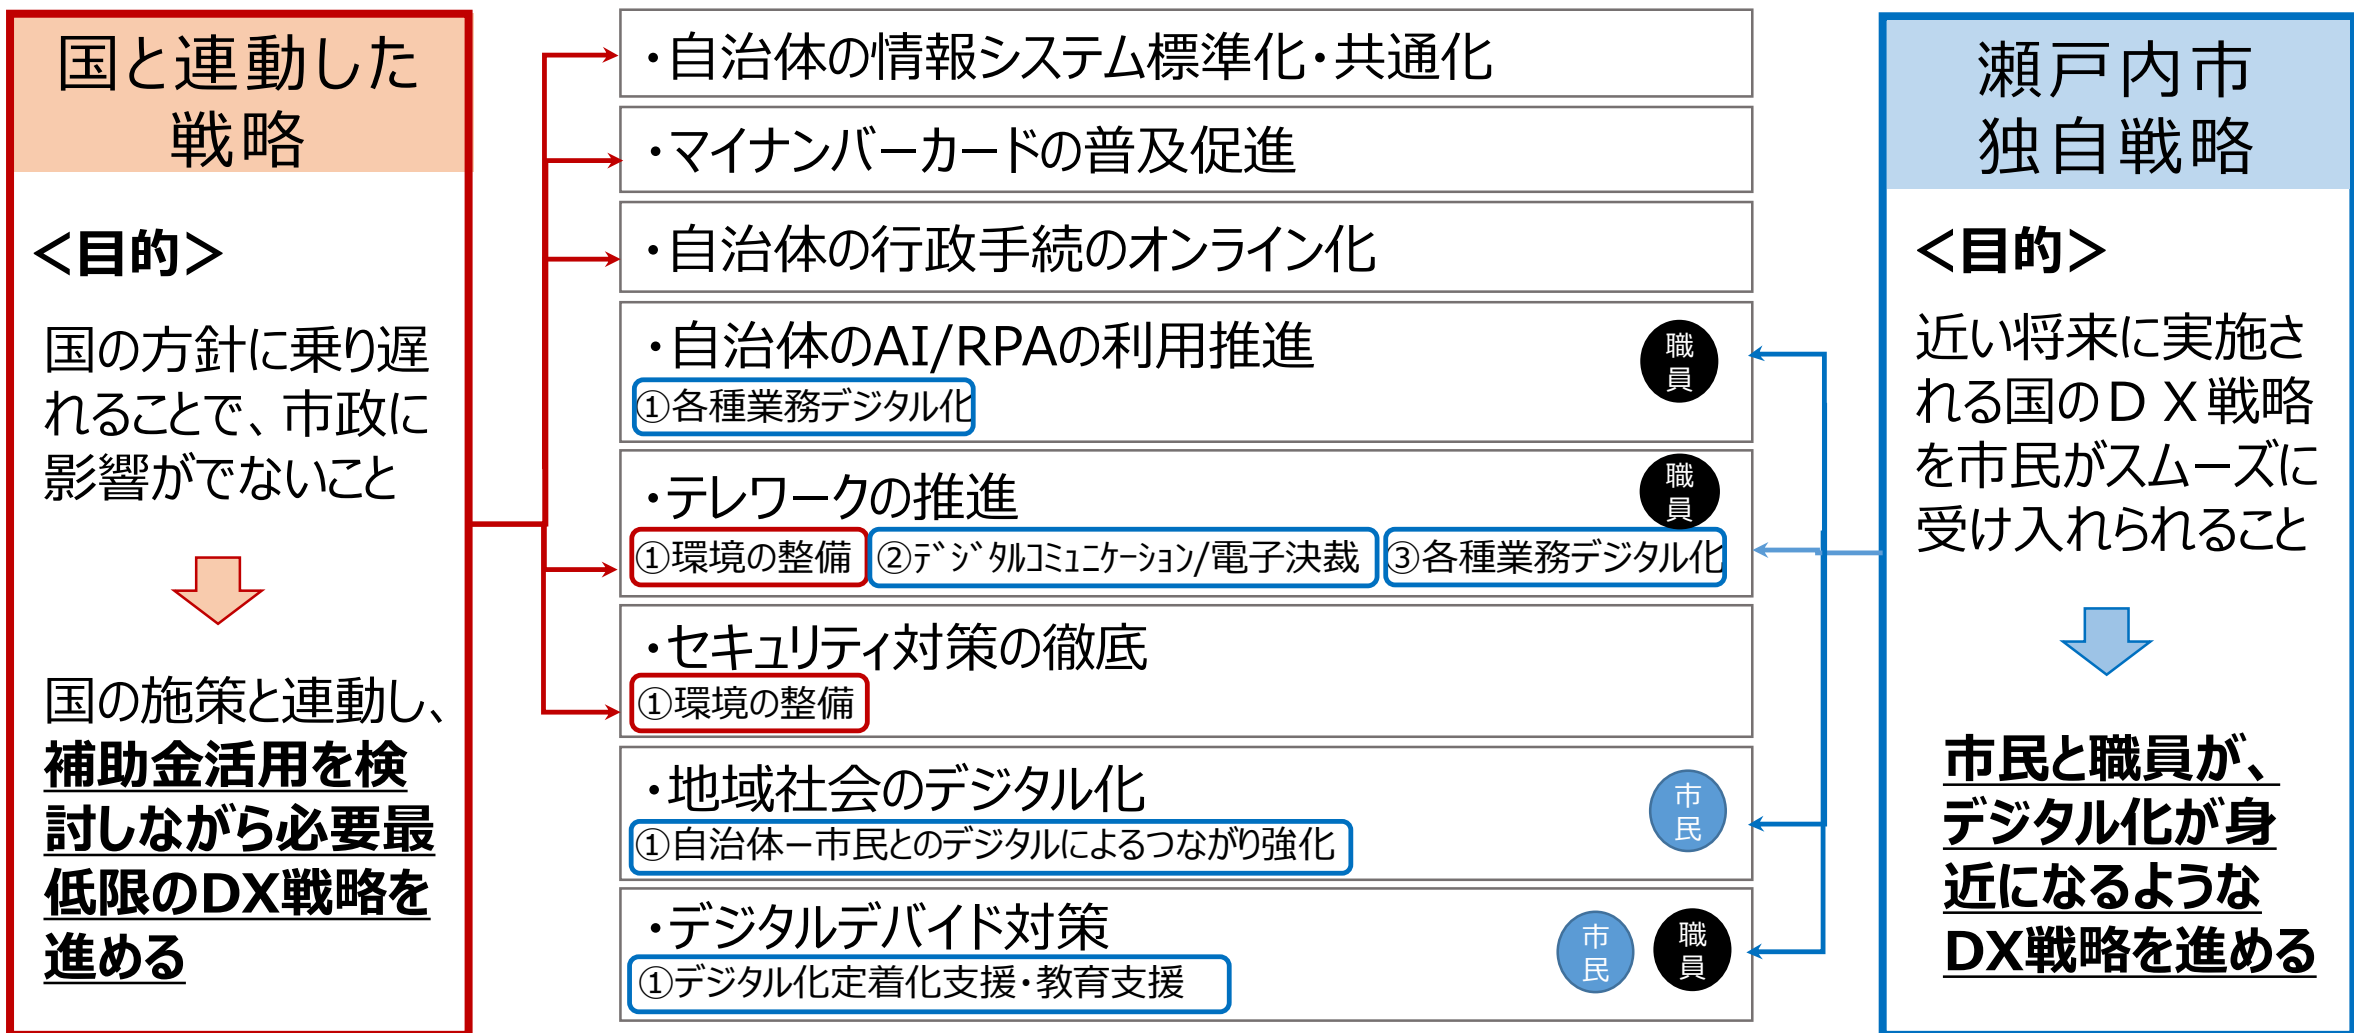 国と連動した
戦略
＜目的＞
国の方針に乗り遅
れることで、市政に
影響がでないこと
国の施策と連動し、
補助金活用を検
討しながら必要最
低限のDX戦略を
進める
・自治体の情報システム標準化・共通化
・マイナンバーカードの普及促進
・自治体の行政手続のオンライン化
・自治体のAI/RPAの利用推進
①各種業務デジタル化
職
員
・テレワークの推進
①環境の整備
②ﾃﾞｼﾞﾀﾙｺﾐｭﾆｹｰｼｮﾝ/電子決裁
③各種業務デジタル化
職
員
・セキュリティ対策の徹底
①環境の整備
・地域社会のデジタル化
①自治体－市民とのデジタルによるつながり強化
市
民
・デジタルデバイド対策
①デジタル化定着化支援・教育支援
市
民
職
員
瀬戸内市
独自戦略
＜目的＞
近い将来に実施さ
れる国のＤＸ戦略
を市民がスムーズに
受け入れられること
市民と職員が、
デジタル化が身
近になるような
DX戦略を進める